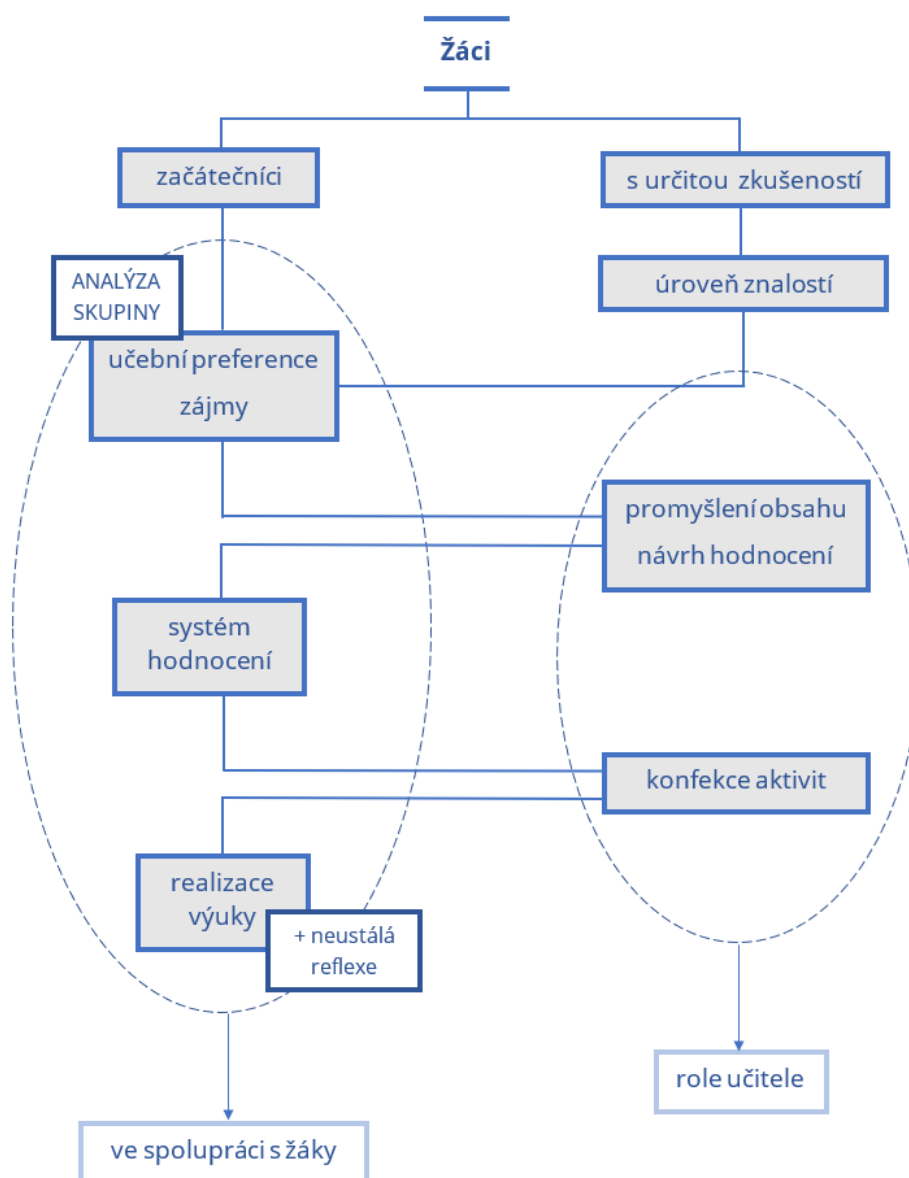 Žáci
začátečníci
s určitou zkušeností
ANALÝZA
SKUPINY
úroveň znalostí
učební preference
zájmy
promyšlení obsahu
návrh hodnocení
systém
hodnocení
konfekce aktivit
realizace
výuky
+ neustálá
reflexe
role učitele
ve spolupráci s žáky